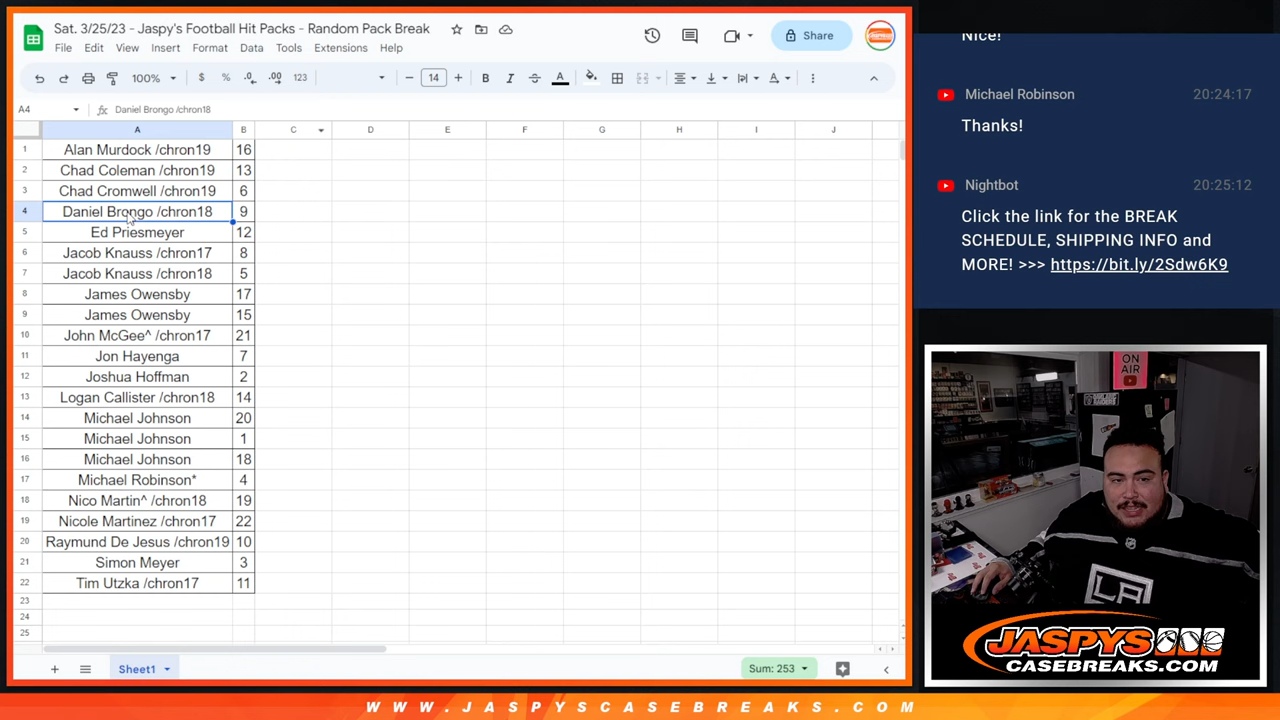 Sat. 3/25/23 - Jaspy's Football Hit Packs - Random Pack Break
File Edit View Insert Format Data Tools Extensions Help
Share
100% $ % .0 .00 123 14 B I A
A4 fx Daniel Brongo /chron18
A B C D E F G H I J
1 Alan Murdock /chron19 16
2 Chad Coleman /chron19 13
3 Chad Cromwell /chron19 6
4 Daniel Brongo /chron18 9
5 Ed Priesmeyer 12
6 Jacob Knauss /chron17 8
7 Jacob Knauss /chron18 5
8 James Owensby 17
9 James Owensby 15
10 John McGee^ /chron17 21
11 Jon Hayenga 7
12 Joshua Hoffman 2
13 Logan Callister /chron18 14
14 Michael Johnson 20
15 Michael Johnson 1
16 Michael Johnson 18
17 Michael Robinson* 4
18 Nico Martin^ /chron18 19
19 Nicole Martinez /chron17 22
20 Raymund De Jesus /chron19 10
21 Simon Meyer 3
22 Tim Utzka /chron17 11
23
24
25
Sheet1
Sum: 253
Nice!
Michael Robinson 20:24:17
Thanks!
Nightbot 20:25:12
Click the link for the BREAK
SCHEDULE, SHIPPING INFO and
MORE! >>> https://bit.ly/2Sdw6K9
ON
AIR
LA
JASPYS
CASEBREAKS.COM
WWW.JASPYSCASEBREAKS.COM